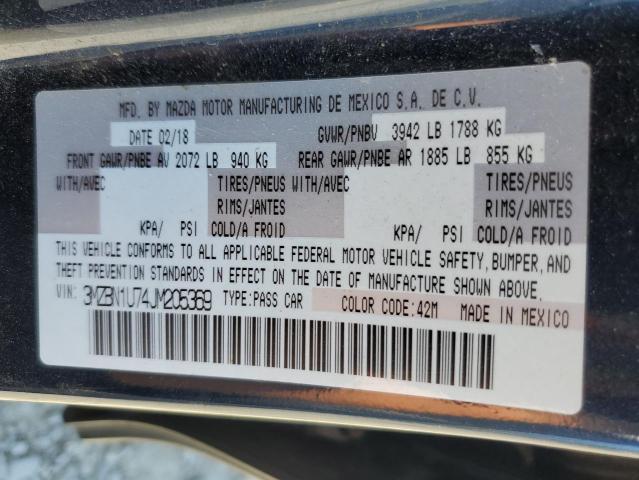 MFD. BY MAZDA MOTOR MANUFACTURING DE MEXICO S.A. DE C.V.
DATE 02/18 GVWR/PNBV 3942 LB 1788 KG
FRONT GAWR/PNBE AV 2072 LB 940 KG REAR GAWR/PNBE AR 1885 LB 855 KG
WITH/AVEC TIRES/PNEUS WITH/AVEC TIRES/PNEUS
RIMS/JANTES RIMS/JANTES
KPA/ PSI COLD/A FROID KPA/ PSI COLD/A FROID
THIS VEHICLE CONFORMS TO ALL APPLICABLE FEDERAL MOTOR VEHICLE SAFETY, BUMPER, AND
THEFT PREVENTION STANDARDS IN EFFECT ON THE DATE OF MANUFACTURE SHOWN ABOVE.
VIN: 3MZBN1U74JM205369 TYPE:PASS CAR COLOR CODE:42M MADE IN MEXICO